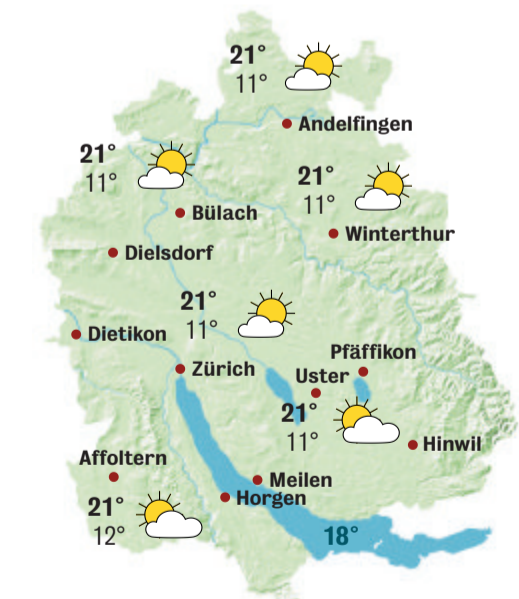 21°
11°
Andelfingen
21°
11°
21°
11°
Bülach
Winterthur
Dielsdorf
21°
11°
Dietikon
Pfäffikon
Zürich
Uster
21°
11°
Hinwil
Affoltern
Meilen
21°
Horgen
12°
18°